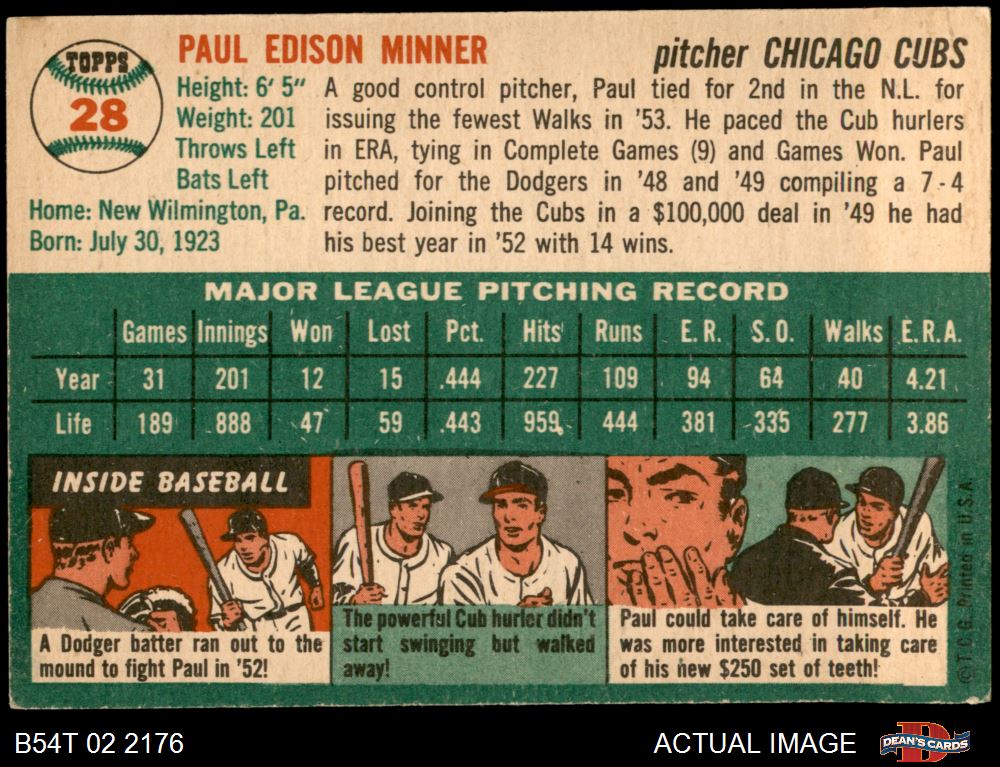 TOPPS
28
PAUL EDISON MINNER
pitcher CHICAGO CUBS
Height: 6' 5"
Weight: 201
Throws Left
Bats Left
Home: New Wilmington, Pa.
Born: July 30, 1923
A good control pitcher, Paul tied for 2nd in the N.L. for
issuing the fewest Walks in '53. He paced the Cub hurlers
in ERA, tying in Complete Games (9) and Games Won. Paul
pitched for the Dodgers in '48 and '49 compiling a 7-4
record. Joining the Cubs in a $100,000 deal in '49 he had
his best year in '52 with 14 wins.
MAJOR LEAGUE PITCHING RECORD
Games Innings Won Lost Pct. Hits Runs E.R. S.O. Walks E.R.A.
Year 31 201 12 15 .444 227 109 94 64 40 4.21
Life 189 888 47 59 .443 959 444 381 335 277 3.86
INSIDE BASEBALL
A Dodger batter ran out to the
mound to fight Paul in '52!
The powerful Cub hurler didn't
start swinging but walked
away!
Paul could take care of himself. He
was more interested in taking care
of his new $250 set of teeth!
© T.C.G. Printed in U.S.A.
B54T 02 2176
ACTUAL IMAGE
D
DEAN'S CARDS